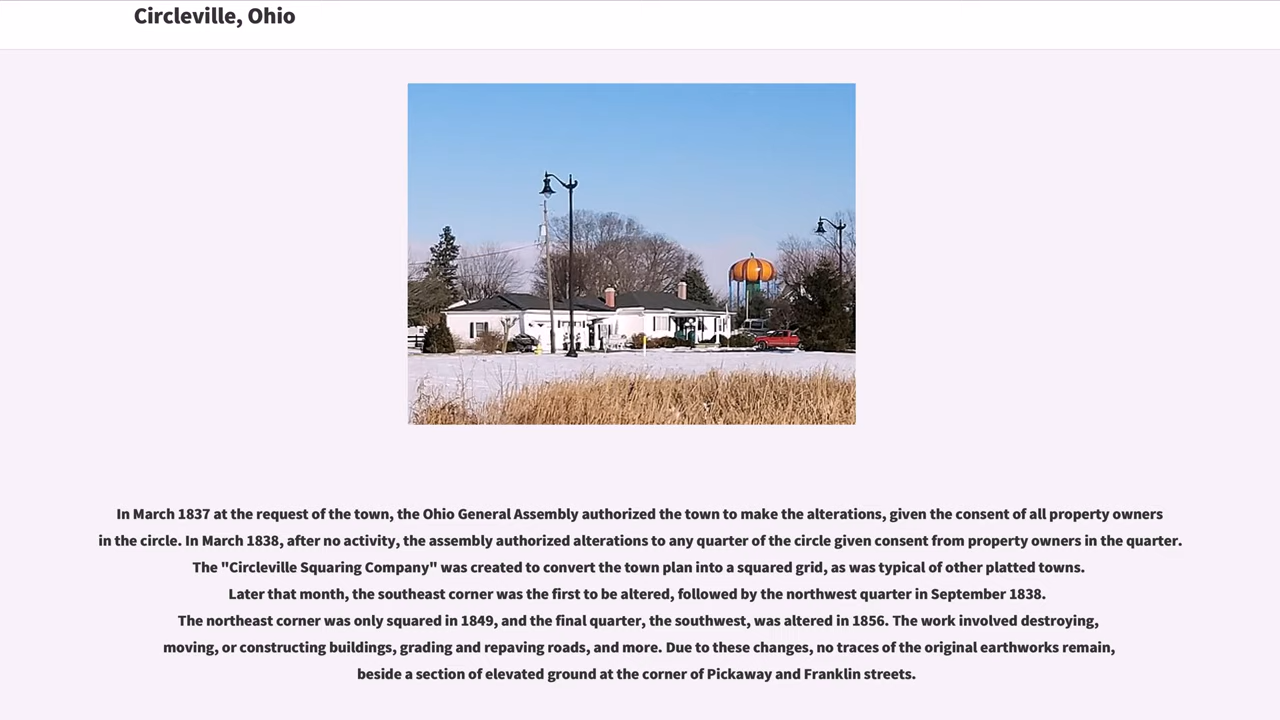 Circleville, Ohio
In March 1837 at the request of the town, the Ohio General Assembly authorized the town to make the alterations, given the consent of all property owners
in the circle. In March 1838, after no activity, the assembly authorized alterations to any quarter of the circle given consent from property owners in the quarter.
The "Circleville Squaring Company" was created to convert the town plan into a squared grid, as was typical of other platted towns.
Later that month, the southeast corner was the first to be altered, followed by the northwest quarter in September 1838.
The northeast corner was only squared in 1849, and the final quarter, the southwest, was altered in 1856. The work involved destroying,
moving, or constructing buildings, grading and repaving roads, and more. Due to these changes, no traces of the original earthworks remain,
beside a section of elevated ground at the corner of Pickaway and Franklin streets.